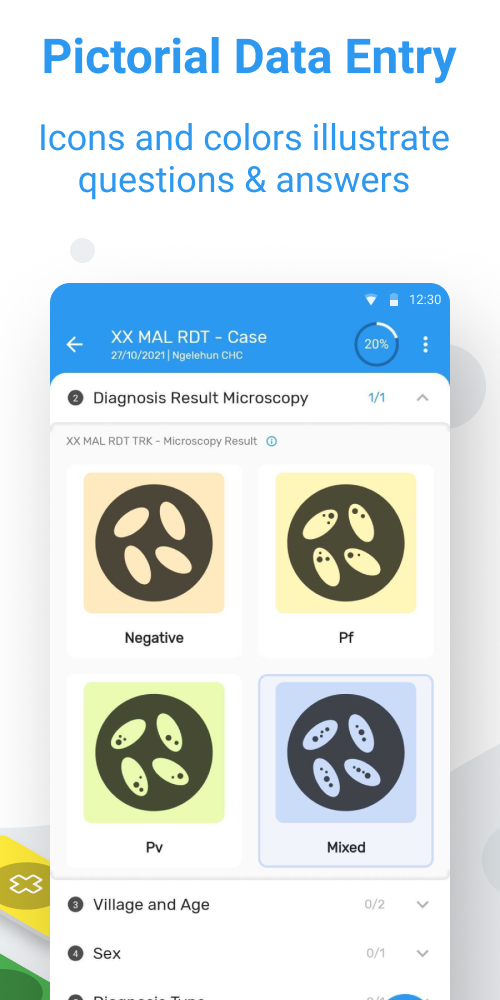 Pictorial Data Entry
Icons and colors illustrate
questions & answers
12:30
XX MAL RDT - Case
27/10/2021 | Ngelehun CHC
20%
2 Diagnosis Result Microscopy 1/1
XX MAL RDT TRK - Microscopy Result
Negative
Pf
Pv
Mixed
3 Village and Age 0/2
4 Sex 0/1
Diagnosis Type